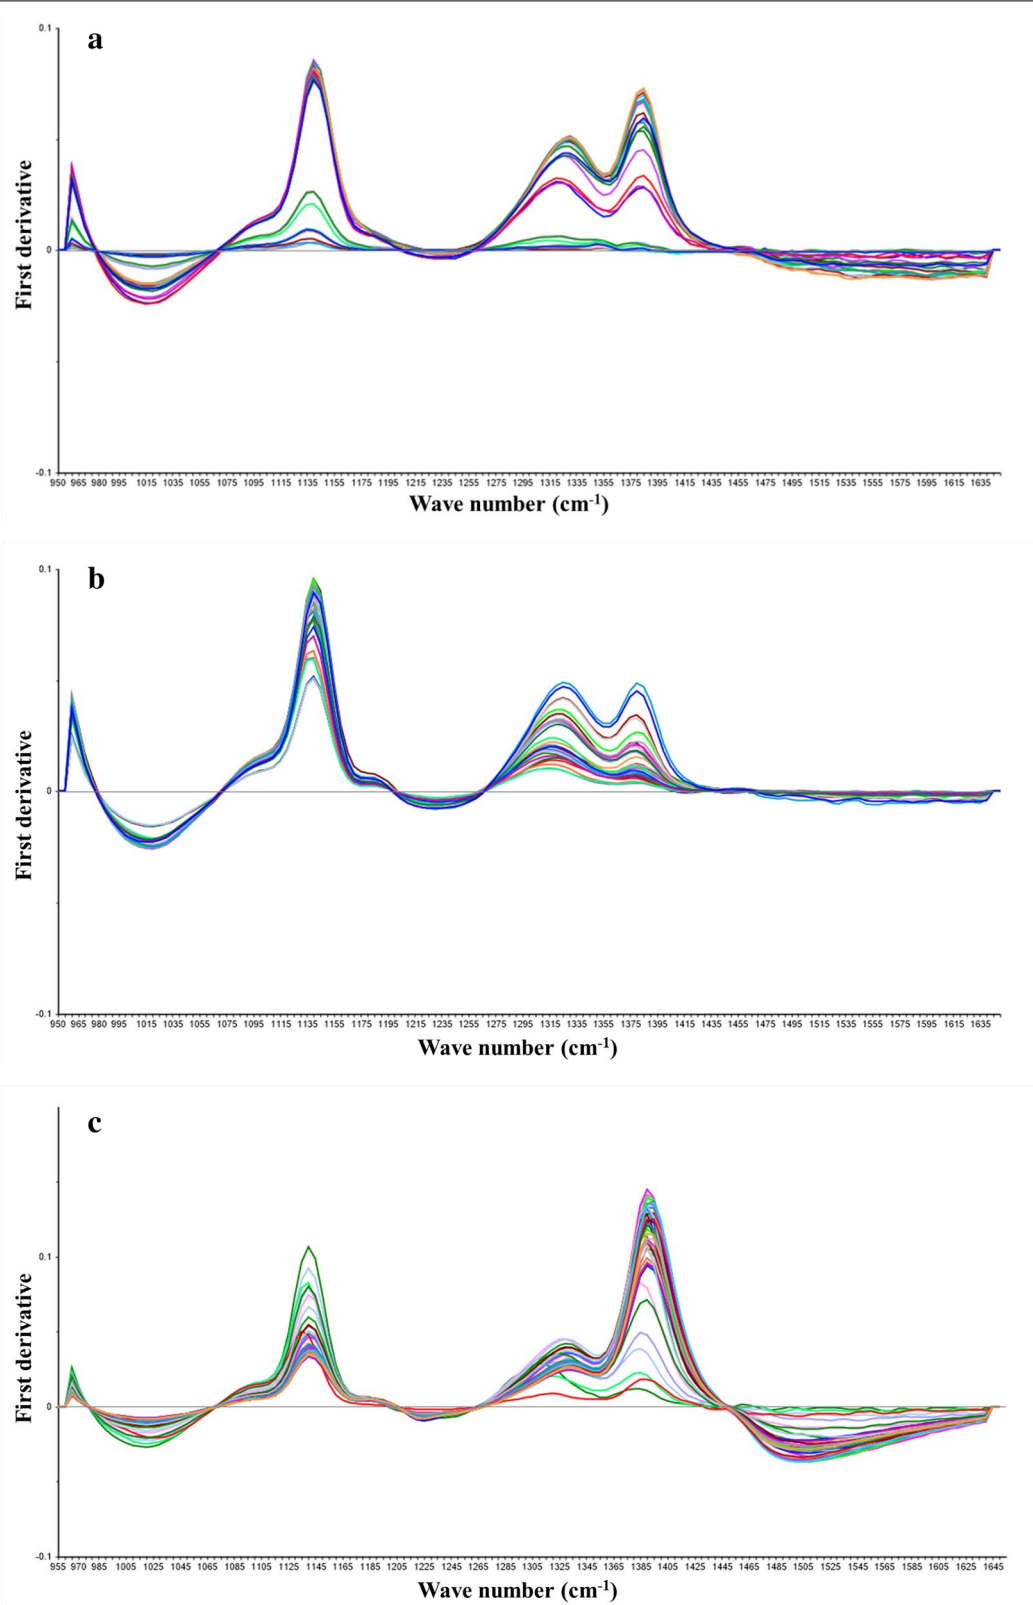 a
0.1
0
-0.1
First derivative
950 965 980 995 1015 1035 1055 1075 1095 1115 1135 1155 1175 1195 1215 1235 1255 1275 1295 1315 1335 1355 1375 1395 1415 1435 1455 1475 1495 1515 1535 1555 1575 1595 1615 1635
Wave number (cm-1)
b
0.1
0
-0.1
First derivative
950 965 980 995 1015 1035 1055 1075 1095 1115 1135 1155 1175 1195 1215 1235 1255 1275 1295 1315 1335 1355 1375 1395 1415 1435 1455 1475 1495 1515 1535 1555 1575 1595 1615 1635
Wave number (cm-1)
c
0.1
0
-0.1
First derivative
955 970 985 1005 1025 1045 1065 1085 1105 1125 1145 1165 1185 1205 1225 1245 1265 1285 1305 1325 1345 1365 1385 1405 1425 1445 1465 1485 1505 1525 1545 1565 1585 1605 1625 1645
Wave number (cm-1)